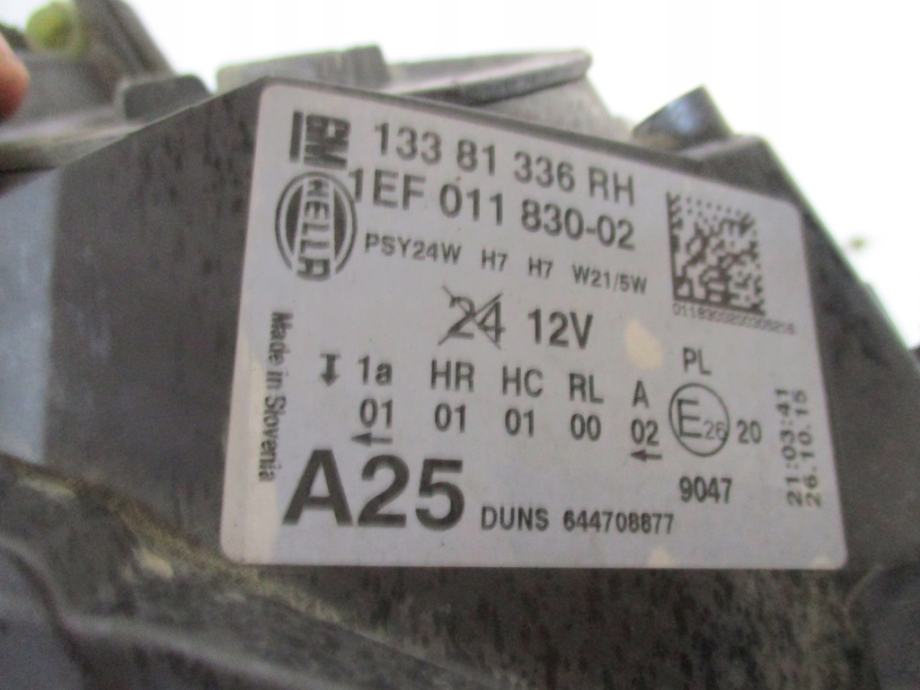 GM 133 81 336 RH
HELLA 1EF 011 830-02
PSY24W H7 H7 W21/5W
24 12V
Made in Slovenia
1a HR HC RL A PL
01 01 01 00 02 E26 20
A25 DUNS 644708677
9047
21:03:41
26.10.15